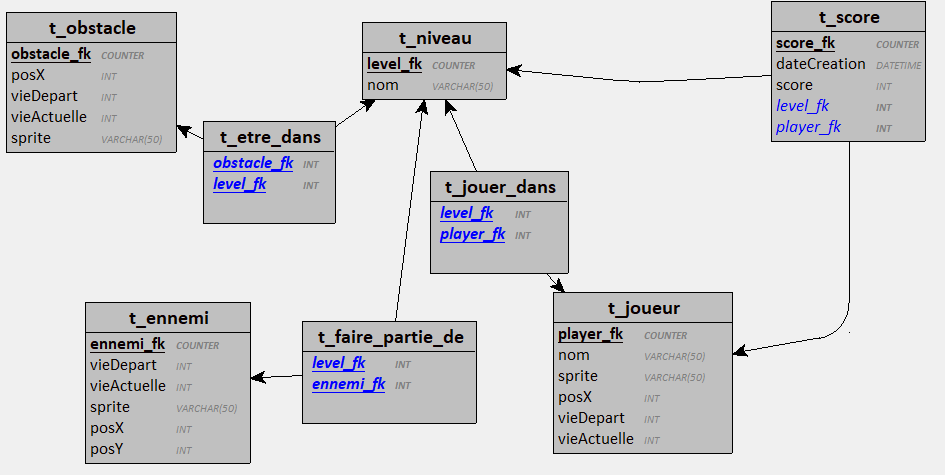 t_obstacle
obstacle_fk COUNTER
posX INT
vieDepart INT
vieActuelle INT
sprite VARCHAR(50)
t_niveau
level_fk COUNTER
nom VARCHAR(50)
t_score
score_fk COUNTER
dateCreation DATETIME
score INT
level_fk INT
player_fk INT
t_etre_dans
obstacle_fk INT
level_fk INT
t_jouer_dans
level_fk INT
player_fk INT
t_ennemi
ennemi_fk COUNTER
vieDepart INT
vieActuelle INT
sprite VARCHAR(50)
posX INT
posY INT
t_faire_partie_de
level_fk INT
ennemi_fk INT
t_joueur
player_fk COUNTER
nom VARCHAR(50)
sprite VARCHAR(50)
posX INT
vieDepart INT
vieActuelle INT